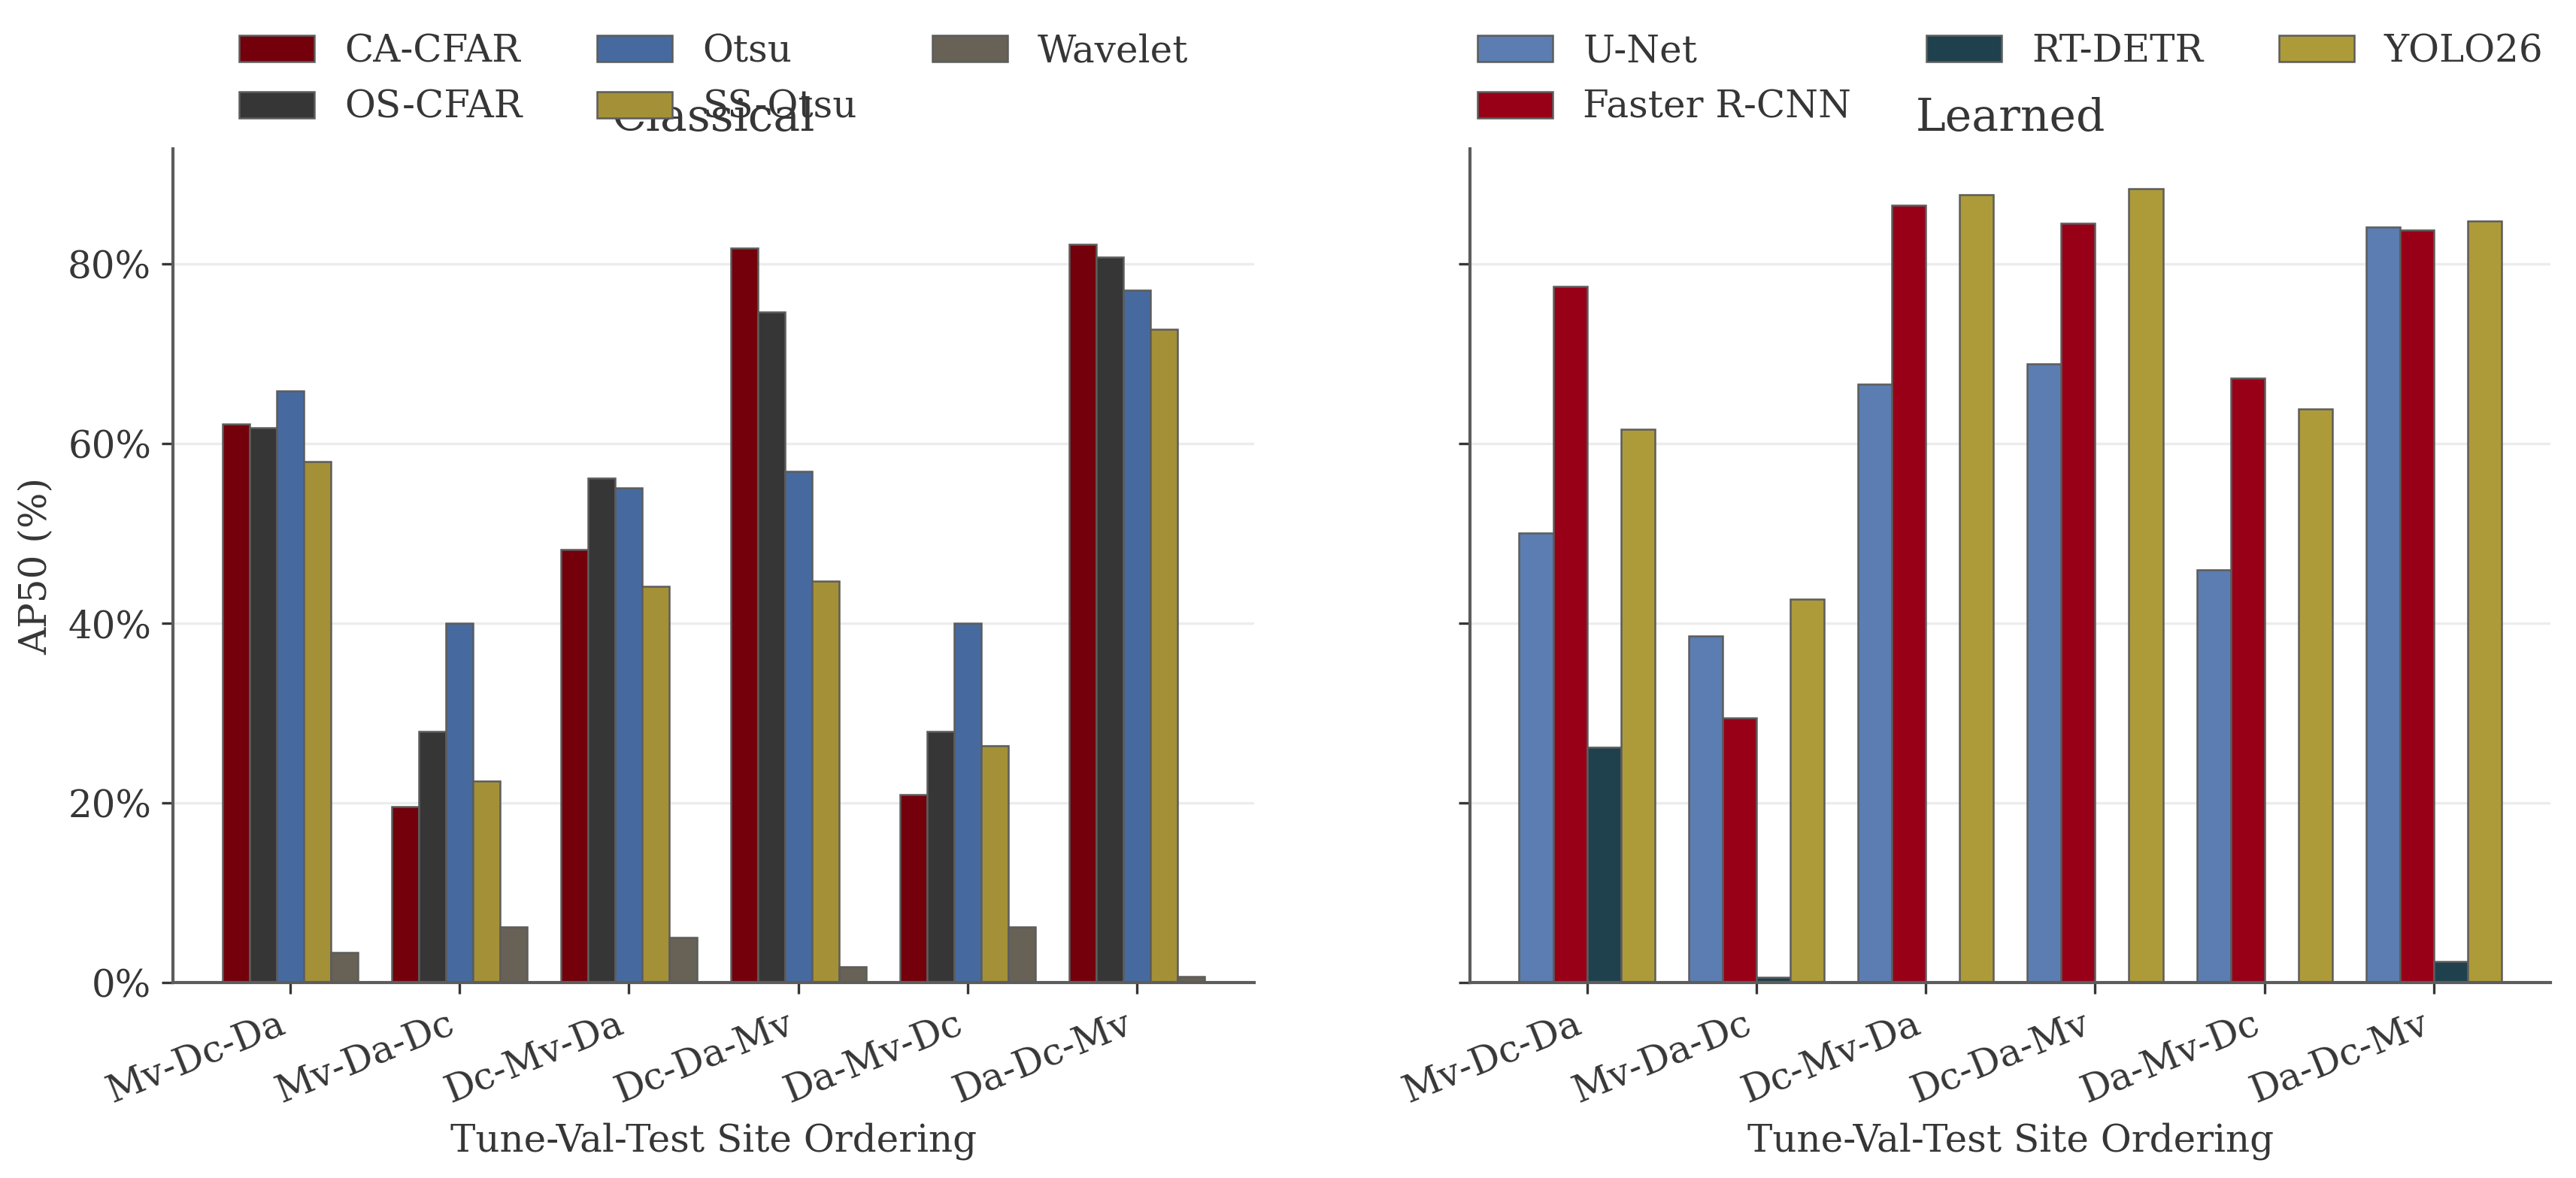 CA-CFAR
OS-CFAR
Otsu
SS-Otsu
Wavelet
Classical
AP50 (%)
80%
60%
40%
20%
0%
Mv-Dc-Da
Mv-Da-Dc
Dc-Mv-Da
Dc-Da-Mv
Da-Mv-Dc
Da-Dc-Mv
Tune-Val-Test Site Ordering
U-Net
Faster R-CNN
RT-DETR
YOLO26
Learned
Mv-Dc-Da
Mv-Da-Dc
Dc-Mv-Da
Dc-Da-Mv
Da-Mv-Dc
Da-Dc-Mv
Tune-Val-Test Site Ordering